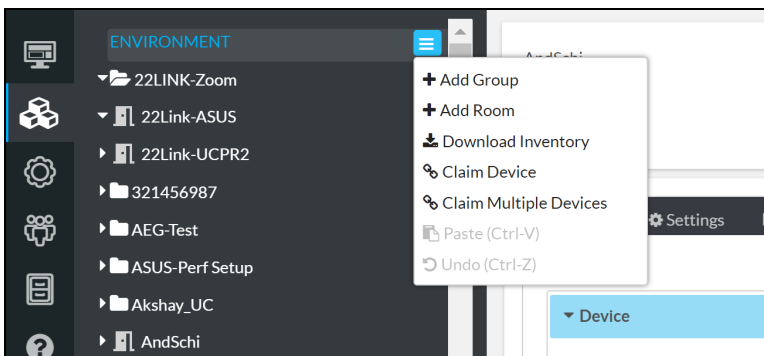 ENVIRONMENT
22LINK-Zoom
22Link-ASUS
22Link-UCPR2
321456987
AEG-Test
ASUS-Perf Setup
Akshay_UC
AndSchi
Add Group
Add Room
Download Inventory
Claim Device
Claim Multiple Devices
Paste (Ctrl-V)
Undo (Ctrl-Z)
AndSchi
Settings
Device